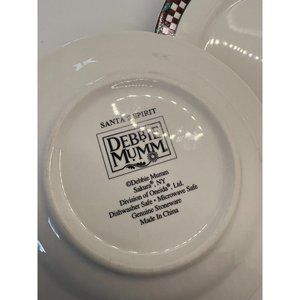 SANTA'S SPIRIT
DEBBIE
MUMM
©Debbie Mumm
Sakura®, NY
Division of Oneida®, Ltd.
Dishwasher Safe • Microwave Safe
Genuine Stoneware
Made In China